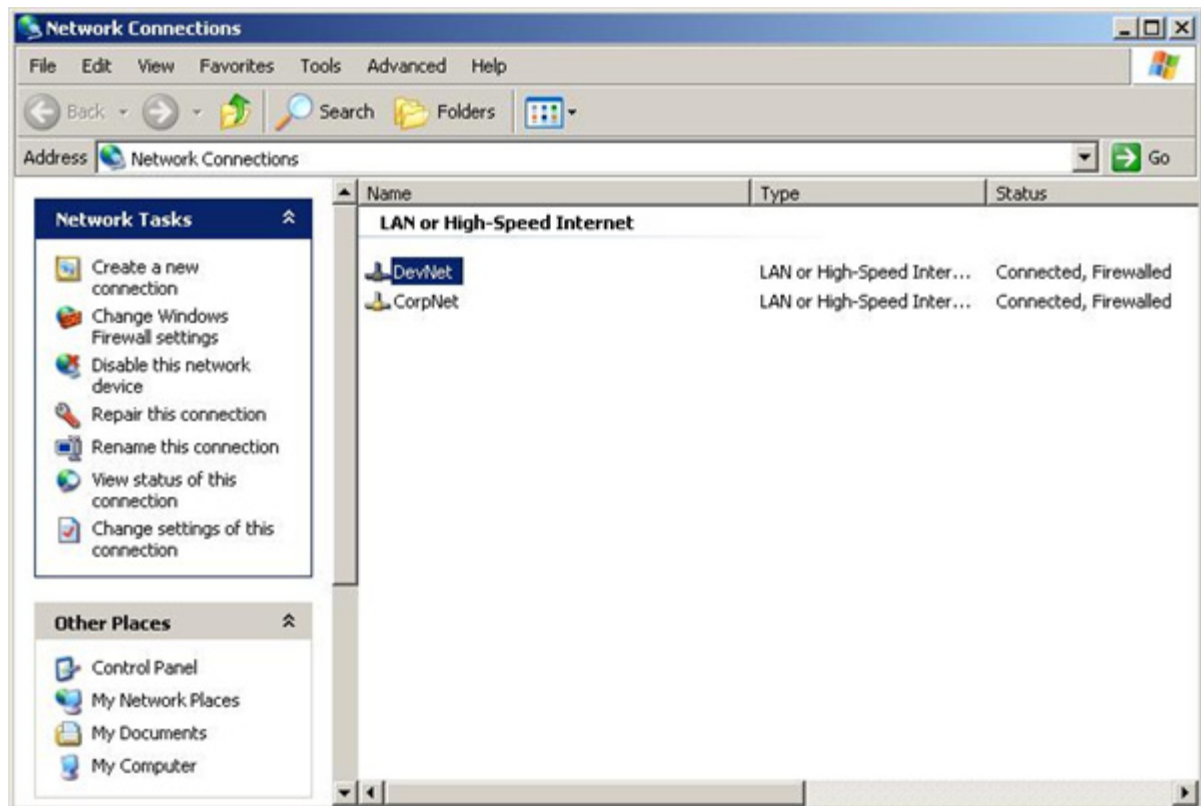 Network Connections
File Edit View Favorites Tools Advanced Help
Back Search Folders
Address Network Connections Go
Network Tasks
Create a new
connection
Change Windows
Firewall settings
Disable this network
device
Repair this connection
Rename this connection
View status of this
connection
Change settings of this
connection
Other Places
Control Panel
My Network Places
My Documents
My Computer
Name Type Status
LAN or High-Speed Internet
DevNet LAN or High-Speed Inter... Connected, Firewalled
CorpNet LAN or High-Speed Inter... Connected, Firewalled